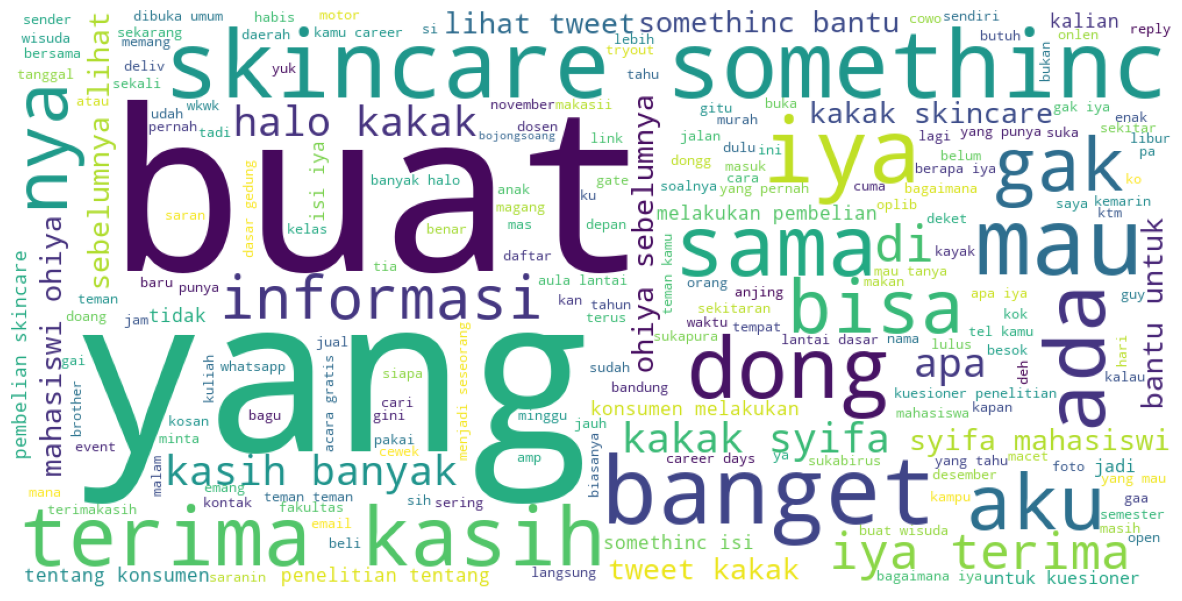 sender
dibuka umum
habis
motor
lihat tweet
somethinc bantu
cowo
sendiri
kalian
wisuda
sekarang
daerah
kamu career
si
lebih
butuh
onlen
reply
bersama
memang
skincare
tryout
somethinc
bukan
tanggal
deliv
yuk
tahu
sekali
nya
sebelumnya lihat
atau
udah
wkwk
november
makasii
gitu
buka
kakak skincare
gak iya
enak
pernah
tadi
halo kakak
bojongsoang
dosen
link
murah
jalan
iya
lagi
yang punya
suka
sekitar
libur
buat
dongg
dulu
ini
gak
pa
saran
dasar gedung
isi iya
banyak halo
anak
gate
masuk
cara
belum
berapa iya
kelas
magang
ku
soalnya
yang pernah
cuma
bagaimana
ko
benar
mas
depan
melakukan pembelian
oplib
saya
kemarin
ktm
mahasiswi ohiya
ohiya sebelumnya
sama
di
deket
mau
tia
daftar
kayak
pembelian skincare
baru
punya
aula lantai
teman kamu
orang
mau tanya
makan
teman
informasi
kan
tahun
sekitaran
anjing
bisa
apa iya
guy
ada
bantu untuk
doang
jam
tidak
terus
waktu
tempat
kok
tel kamu
yang
sukapura
lantai dasar
nama
lulus
besok
hari
gai
kuliah
jual
whatsapp
acara gratis
siapa
menjadi seseorang
sudah
bandung
dong
apa
deh
kalau
brother
bagu
cari
gini
minggu
konsumen melakukan
kuesioner penelitian
kosan
jauh
mahasiswa
kapan
minta
pakai
amp
kakak syifa
syifa mahasiswi
event
cewek
biasanya
ya
malam
kasih banyak
career days
sukabirus
yang tahu
macet
mana
emang
teman teman
sih
sering
banget
desember
foto
jadi
yang mau
terimakasih
kontak
fakultas
kampu
aku
gaa
terima kasih
email
semester
beli
somethinc isi
buat wisuda
masih
iya terima
open
tentang konsumen
saranin
penelitian tentang
langsung
tweet kakak
bagaimana iya
untuk kuesioner